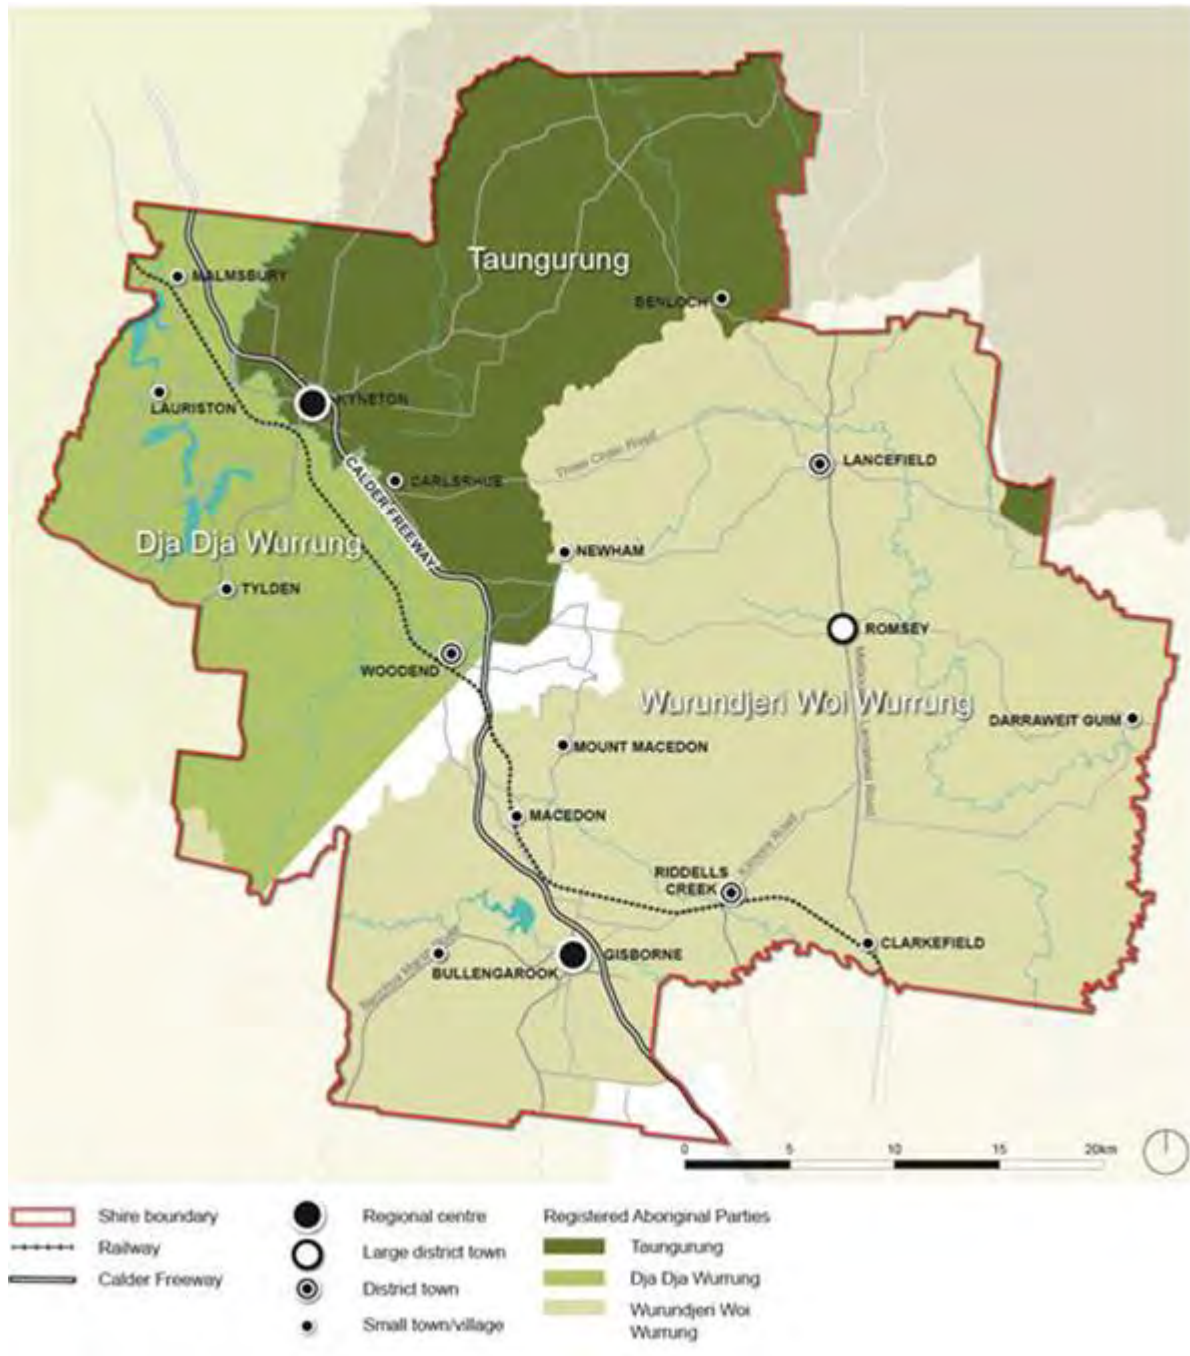 Taungurung
MALMSBURY
BENLOCH
KYNETON
LAURISTON
Three Chain Road
LANCEFIELD
CARLSRHUE
CALDER FREEWAY
Dja Dja Wurrung
NEWHAM
TYLDEN
ROMSEY
WOODEND
Wurundjeri Woi Wurrung
DARRAWEIT GUIM
MOUNT MACEDON
MACEDON
Road
RIDDELLS
CREEK
CLARKEFIELD
GISBORNE
BULLENGAROOK
0 5 10 15 20km
Shire boundary
Railway
Calder Freeway
Regional centre
Large district town
District town
Small town/village
Registered Aboriginal Parties
Taungurung
Dja Dja Wurrung
Wurundjeri Woi
Wurrung